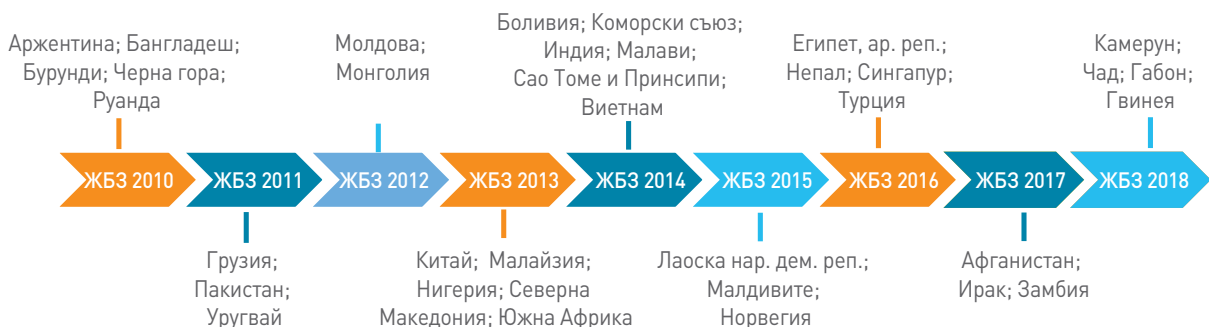 Аржентина; Бангладеш;
Бурунди; Черна гора;
Руанда
Молдова;
Монголия
Боливия; Коморски съюз;
Индия; Малави;
Сао Томе и Принсипи;
Виетнам
Египет, ар. реп.;
Непал; Сингапур;
Турция
Камерун;
Чад; Габон;
Гвинея
ЖБЗ 2010
ЖБЗ 2011
ЖБЗ 2012
ЖБЗ 2013
ЖБЗ 2014
ЖБЗ 2015
ЖБЗ 2016
ЖБЗ 2017
ЖБЗ 2018
Грузия;
Пакистан;
Уругвай
Китай; Малайзия;
Нигерия; Северна
Македония; Южна Африка
Лаоска нар. дем. реп.;
Малдивите;
Норвегия
Афганистан;
Ирак; Замбия